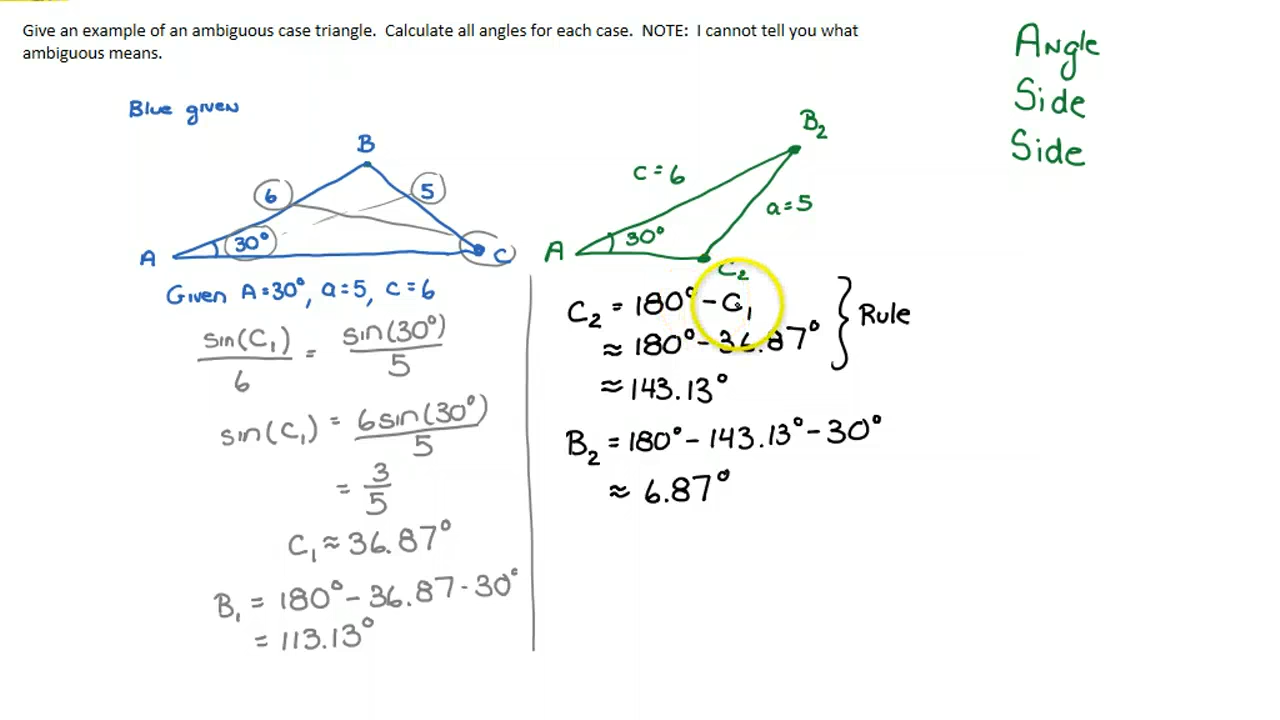 Give an example of an ambiguous case triangle. Calculate all angles for each case. NOTE: I cannot tell you what
ambiguous means.
Angle
Side
Side
Blue given
B
6
5
30°
A
C
Given A=30°, a=5, c=6
sin(C₁)/6 = sin(30°)/5
sin(C₁) = 6sin(30°)/5
= 3/5
C₁ ≈ 36.87°
B₁ = 180° - 36.87 - 30°
= 113.13°
B₂
c=6
a=5
30°
A
C₂
C₂ = 180° - C₁
≈ 180° - 36.87°
Rule
≈ 143.13°
B₂ = 180° - 143.13° - 30°
≈ 6.87°